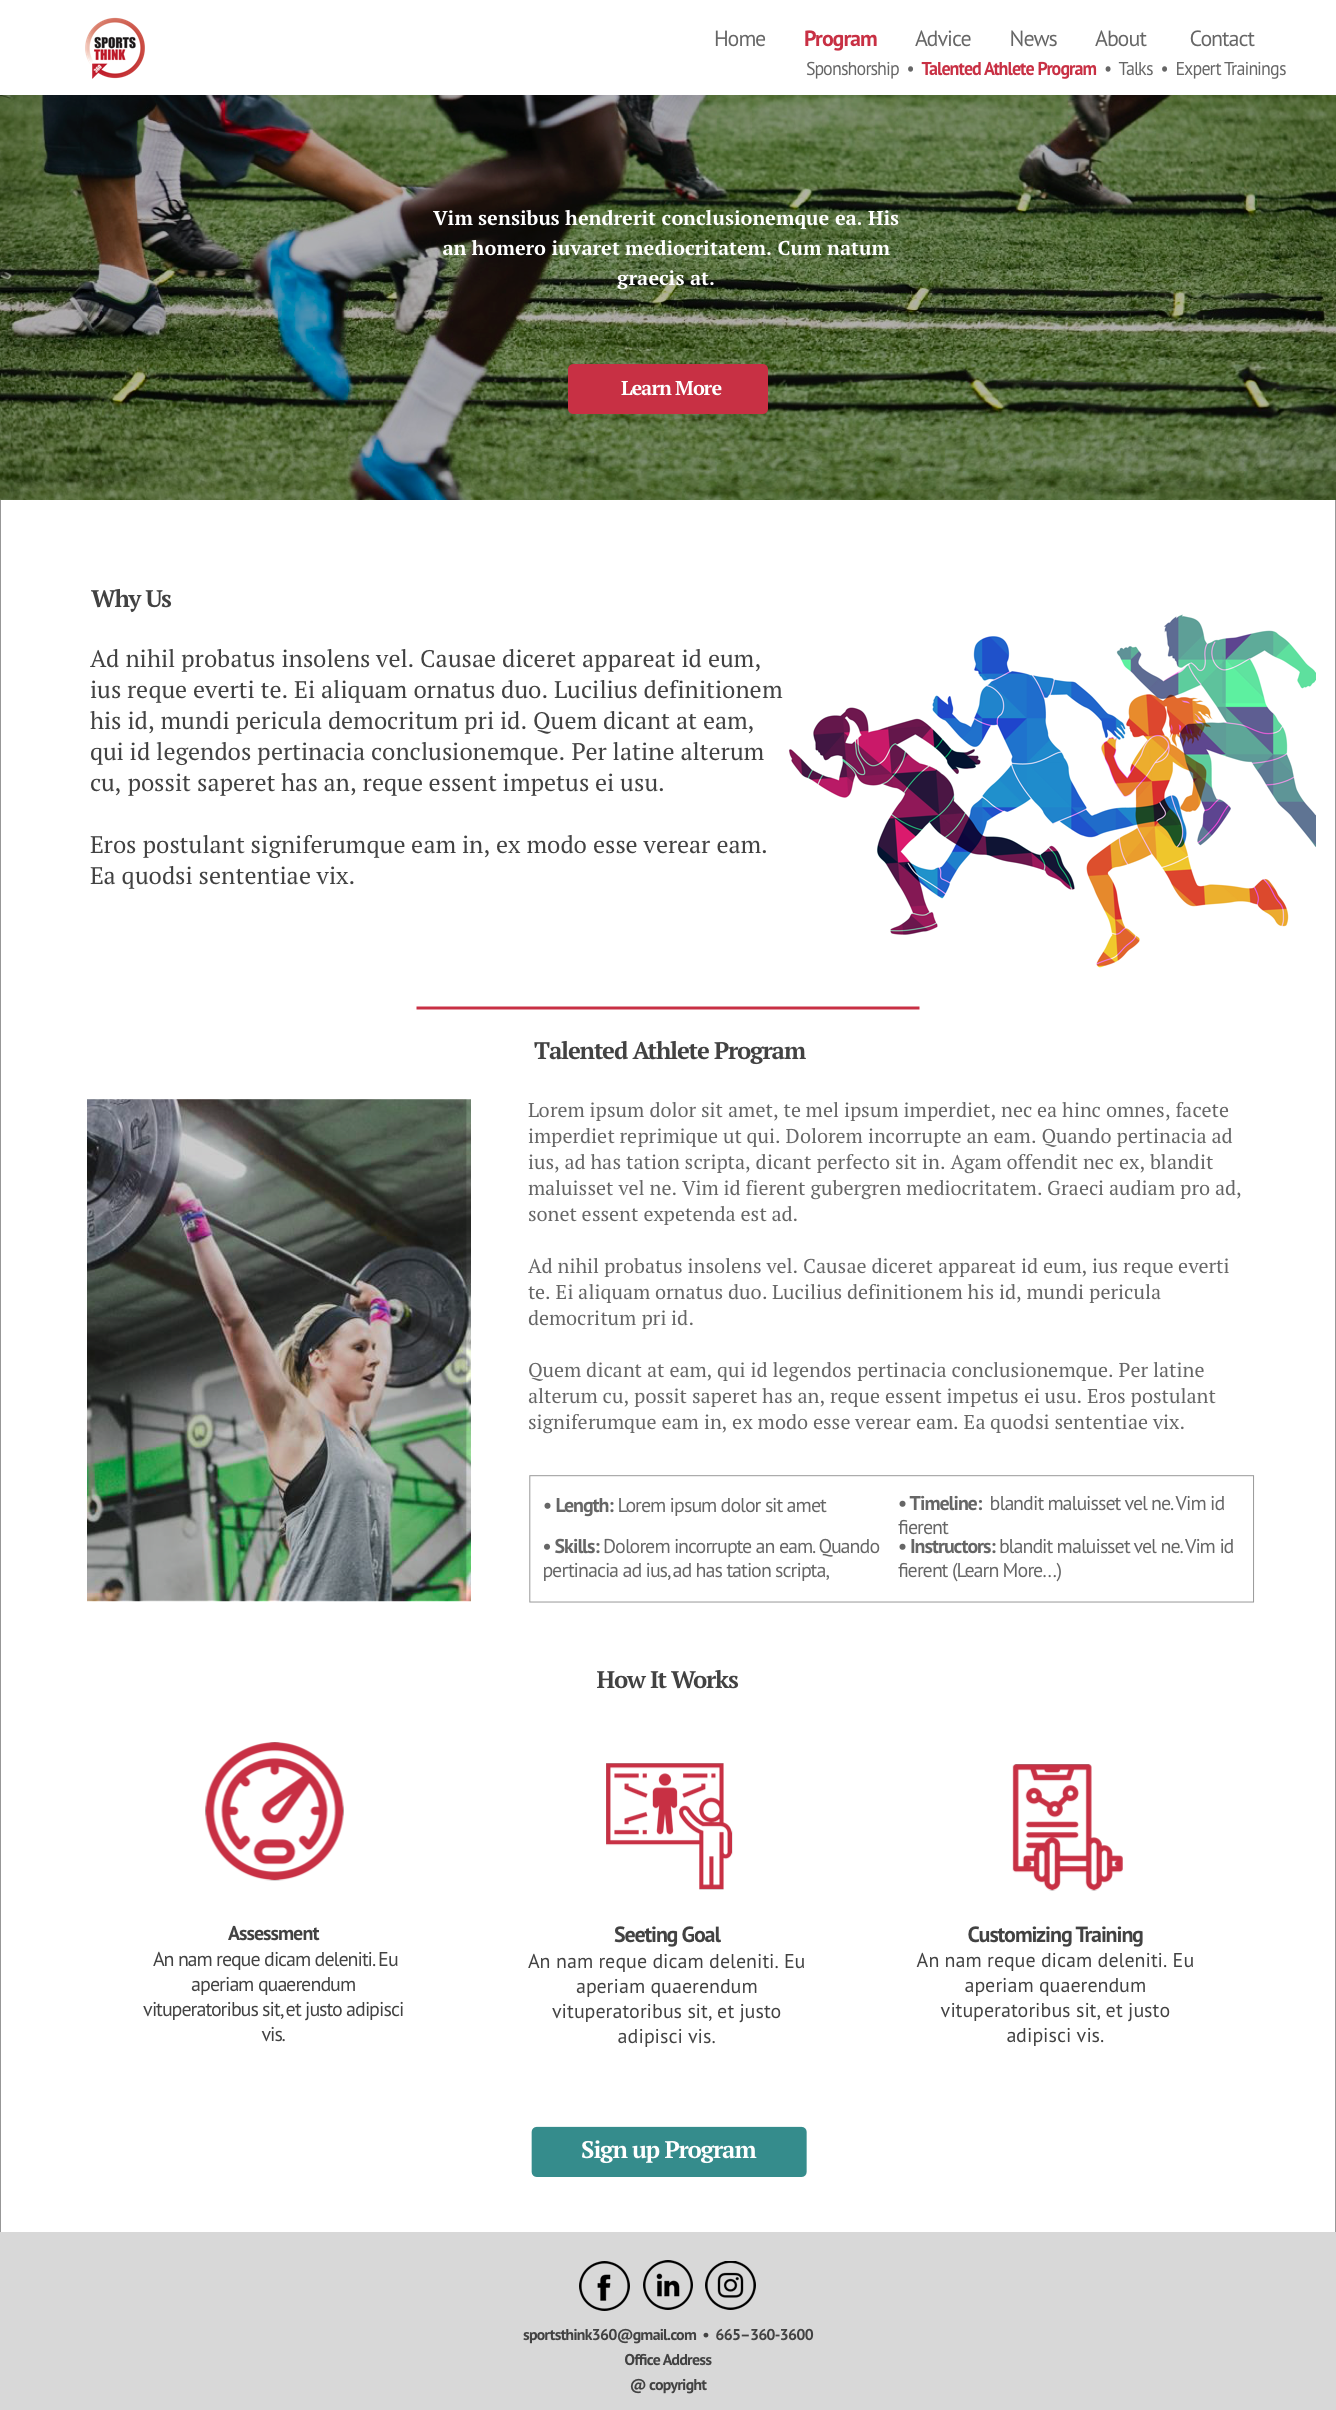 SPORTS
THINK
Home Program Advice News About Contact
Sponshorship • Talented Athlete Program • Talks • Expert Trainings
Vim sensibus hendrerit conclusionemque ea. His
an homero iuvaret mediocritatem. Cum natum
graecis at.
Learn More
Why Us
Ad nihil probatus insolens vel. Causae diceret appareat id eum,
ius reque everti te. Ei aliquam ornatus duo. Lucilius definitionem
his id, mundi pericula democritum pri id. Quem dicant at eam,
qui id legendos pertinacia conclusionemque. Per latine alterum
cu, possit saperet has an, reque essent impetus ei usu.
Eros postulant signiferumque eam in, ex modo esse verear eam.
Ea quodsi sententiae vix.
Talented Athlete Program
Lorem ipsum dolor sit amet, te mel ipsum imperdiet, nec ea hinc omnes, facete
imperdiet reprimique ut qui. Dolorem incorrupte an eam. Quando pertinacia ad
ius, ad has tation scripta, dicant perfecto sit in. Agam offendit nec ex, blandit
maluisset vel ne. Vim id fierent gubergren mediocritatem. Graeci audiam pro ad,
sonet essent expetenda est ad.
Ad nihil probatus insolens vel. Causae diceret appareat id eum, ius reque everti
te. Ei aliquam ornatus duo. Lucilius definitionem his id, mundi pericula
democritum pri id.
Quem dicant at eam, qui id legendos pertinacia conclusionemque. Per latine
alterum cu, possit saperet has an, reque essent impetus ei usu. Eros postulant
signiferumque eam in, ex modo esse verear eam. Ea quodsi sententiae vix.
• Length: Lorem ipsum dolor sit amet
• Skills: Dolorem incorrupte an eam. Quando
pertinacia ad ius, ad has tation scripta,
• Timeline: blandit maluisset vel ne. Vim id
fierent
• Instructors: blandit maluisset vel ne. Vim id
fierent (Learn More...)
How It Works
Assessment
An nam reque dicam deleniti. Eu
aperiam quaerendum
vituperatoribus sit, et justo adipisci
vis.
Seeting Goal
An nam reque dicam deleniti. Eu
aperiam quaerendum
vituperatoribus sit, et justo
adipisci vis.
Customizing Training
An nam reque dicam deleniti. Eu
aperiam quaerendum
vituperatoribus sit, et justo
adipisci vis.
Sign up Program
sportsthink360@gmail.com • 665–360-3600
Office Address
@ copyright